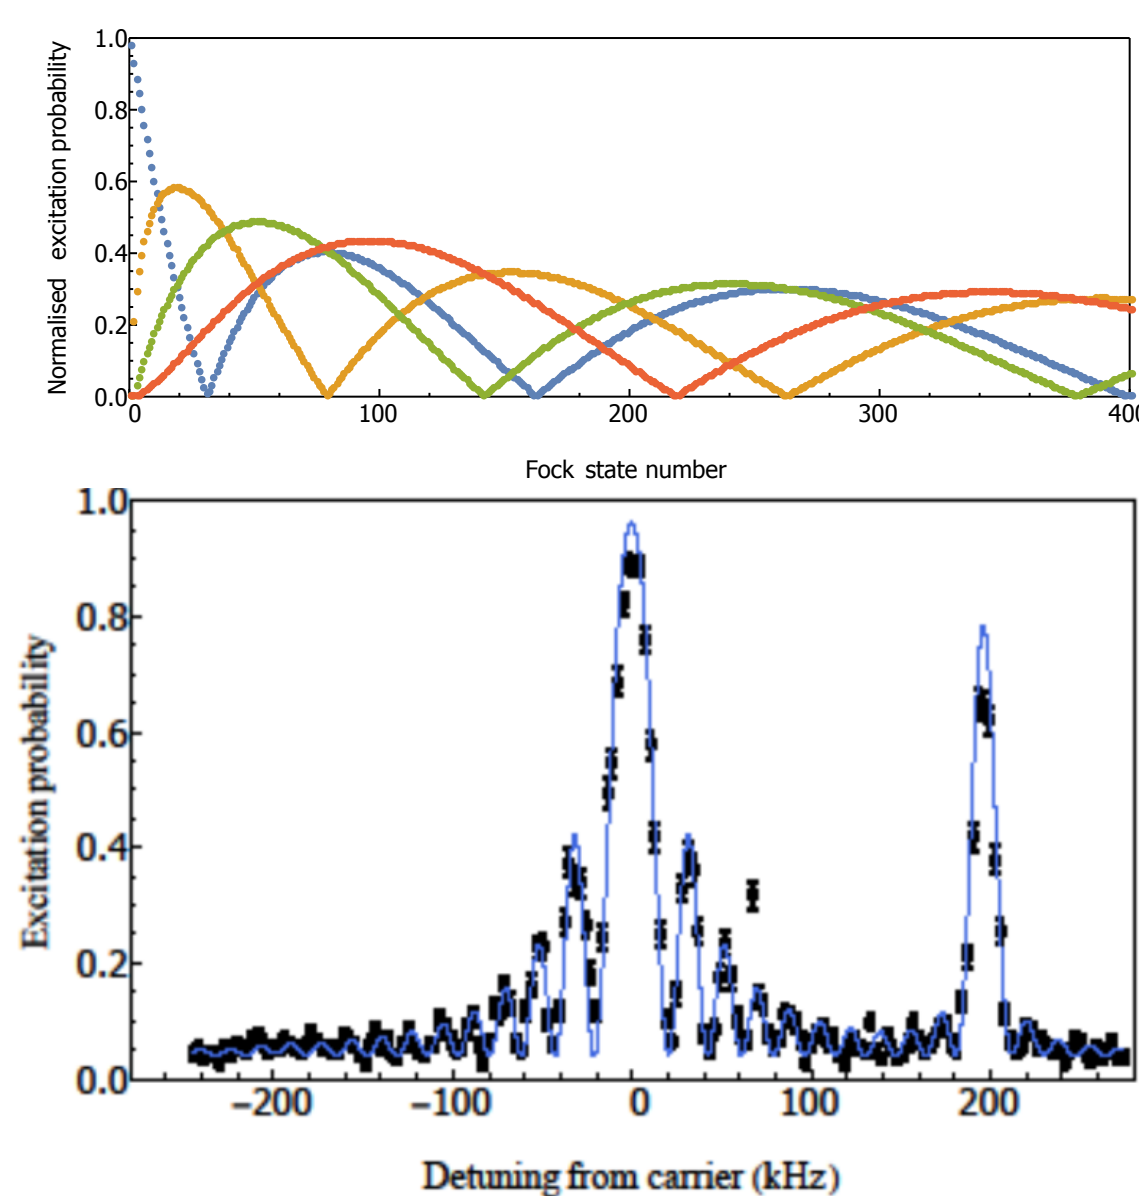 Normalised excitation probability
1.0
0.8
0.6
0.4
0.2
0.0
0 100 200 300 400
Fock state number
Excitation probability
1.0
0.8
0.6
0.4
0.2
0.0
−200 −100 0 100 200
Detuning from carrier (kHz)